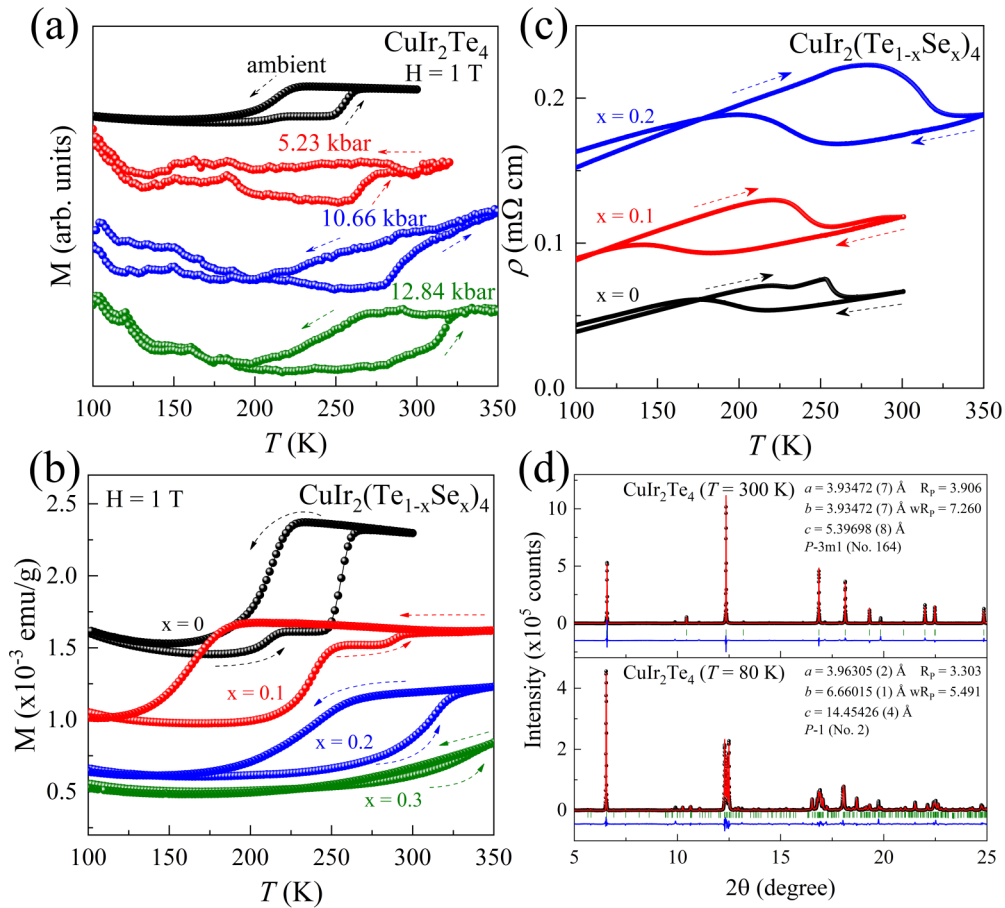 (a)
CuIr2Te4
H = 1 T
ambient
5.23 kbar
10.66 kbar
12.84 kbar
M (arb. units)
100 150 200 250 300 350
T (K)
(c)
CuIr2(Te1-xSex)4
x = 0.2
x = 0.1
x = 0
ρ (mΩ cm)
0.2
0.1
0.0
100 150 200 250 300 350
T (K)
(b)
H = 1 T
CuIr2(Te1-xSex)4
x = 0
x = 0.1
x = 0.2
x = 0.3
M (x10-3 emu/g)
2.5
2.0
1.5
1.0
0.5
100 150 200 250 300 350
T (K)
(d)
CuIr2Te4 (T = 300 K)
a = 3.93472 (7) Å RP = 3.906
b = 3.93472 (7) Å wRP = 7.260
c = 5.39698 (8) Å
P-3m1 (No. 164)
10
5
0
CuIr2Te4 (T = 80 K)
a = 3.96305 (2) Å RP = 3.303
b = 6.66015 (1) Å wRP = 5.491
c = 14.45426 (4) Å
P-1 (No. 2)
4
2
0
Intensity (x105 counts)
5 10 15 20 25
2θ (degree)